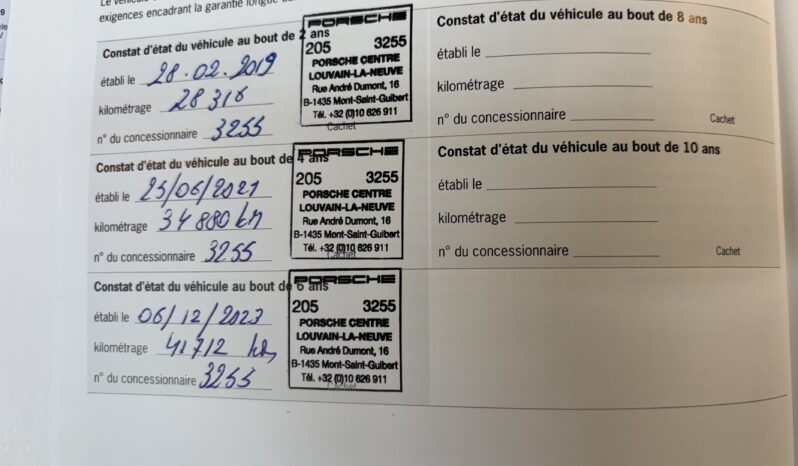 exigences encadrant la garantie longue
Constat d'état du véhicule au bout de 2 ans
établi le 28.02.2019
kilométrage 28316
n° du concessionnaire 3255
PORSCHE
205 3255
PORSCHE CENTRE
LOUVAIN-LA-NEUVE
Rue André Dumont, 16
B-1435 Mont-Saint-Guibert
Tél. +32 (0)10 626 911
Cachet
Constat d'état du véhicule au bout de 4 ans
établi le 25/06/2021
kilométrage 34 880 km
n° du concessionnaire 3255
PORSCHE
205 3255
PORSCHE CENTRE
LOUVAIN-LA-NEUVE
Rue André Dumont, 16
B-1435 Mont-Saint-Guibert
Tél. +32 (0)10 626 911
Cachet
Constat d'état du véhicule au bout de 6 ans
établi le 06/12/2023
kilométrage 41712 km
n° du concessionnaire 3255
PORSCHE
205 3255
PORSCHE CENTRE
LOUVAIN-LA-NEUVE
Rue André Dumont, 16
B-1435 Mont-Saint-Guibert
Tél. +32 (0)10 626 911
Cachet
Constat d'état du véhicule au bout de 8 ans
établi le
kilométrage
n° du concessionnaire
Cachet
Constat d'état du véhicule au bout de 10 ans
établi le
kilométrage
n° du concessionnaire
Cachet